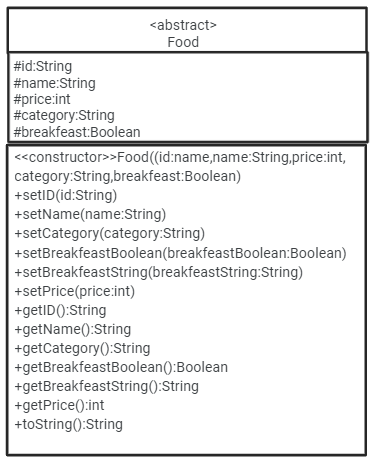 <abstract>
Food
#id:String
#name:String
#price:int
#category:String
#breakfeast:Boolean
<<constructor>>Food((id:name,name:String,price:int,
category:String,breakfeast:Boolean)
+setID(id:String)
+setName(name:String)
+setCategory(category:String)
+setBreakfeastBoolean(breakfeastBoolean:Boolean)
+setBreakfeastString(breakfeastString:String)
+setPrice(price:int)
+getID():String
+getName():String
+getCategory():String
+getBreakfeastBoolean():Boolean
+getBreakfeastString():String
+getPrice():int
+toString():String